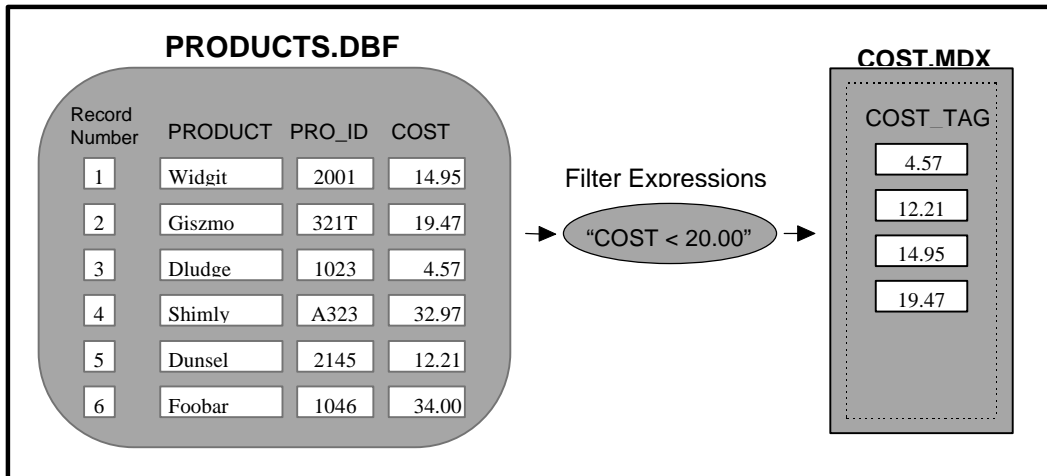 PRODUCTS.DBF
Record
Number PRODUCT PRO_ID COST
1 Widgit 2001 14.95
2 Giszmo 321T 19.47
3 Dludge 1023 4.57
4 Shimly A323 32.97
5 Dunsel 2145 12.21
6 Foobar 1046 34.00
Filter Expressions
“COST < 20.00”
COST.MDX
COST_TAG
4.57
12.21
14.95
19.47